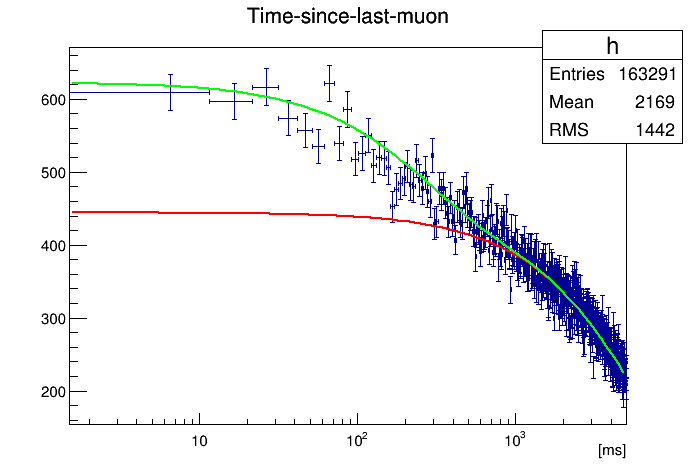 Time-since-last-muon
h
Entries 163291
Mean 2169
RMS 1442
600
500
400
300
200
10
10²
10³
[ms]